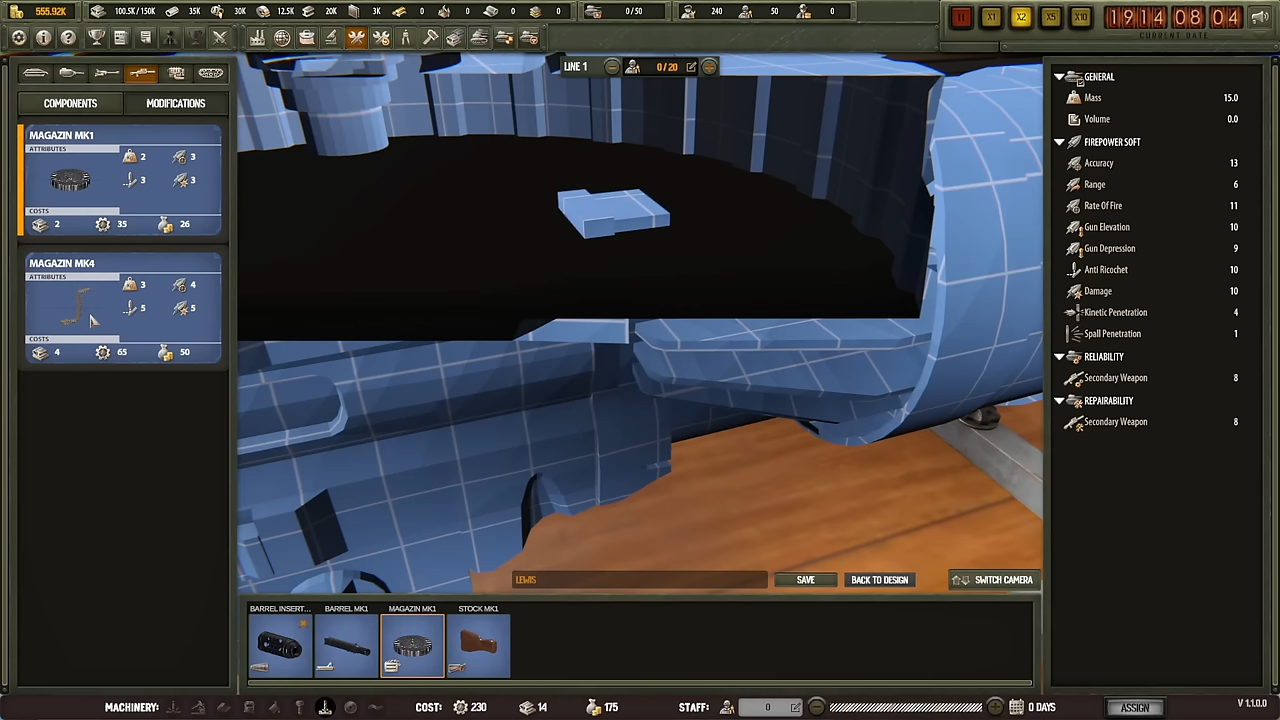 555.92K 100.5K/150K 35K 30K 12.5K 20K 3K 0 0 0 0 0/50 240 50 0
X1 X2 X5 X10 1914 08 04
CURRENT DATE
LINE 1 0/20
COMPONENTS MODIFICATIONS
MAGAZIN MK1
ATTRIBUTES
2 3
3 3
COSTS
2 35 26
MAGAZIN MK4
ATTRIBUTES
3 4
5 5
COSTS
4 65 50
GENERAL
Mass 15.0
Volume 0.0
FIREPOWER SOFT
Accuracy 13
Range 6
Rate Of Fire 11
Gun Elevation 10
Gun Depression 9
Anti Ricochet 10
Damage 10
Kinetic Penetration 4
Spall Penetration 1
RELIABILITY
Secondary Weapon 8
REPAIRABILITY
Secondary Weapon 8
LEWIS SAVE BACK TO DESIGN SWITCH CAMERA
BARREL INSERT... BARREL MK1 MAGAZIN MK1 STOCK MK1
MACHINERY: COST: 230 14 175 STAFF: 0 0 DAYS ASSIGN V 1.1.0.0